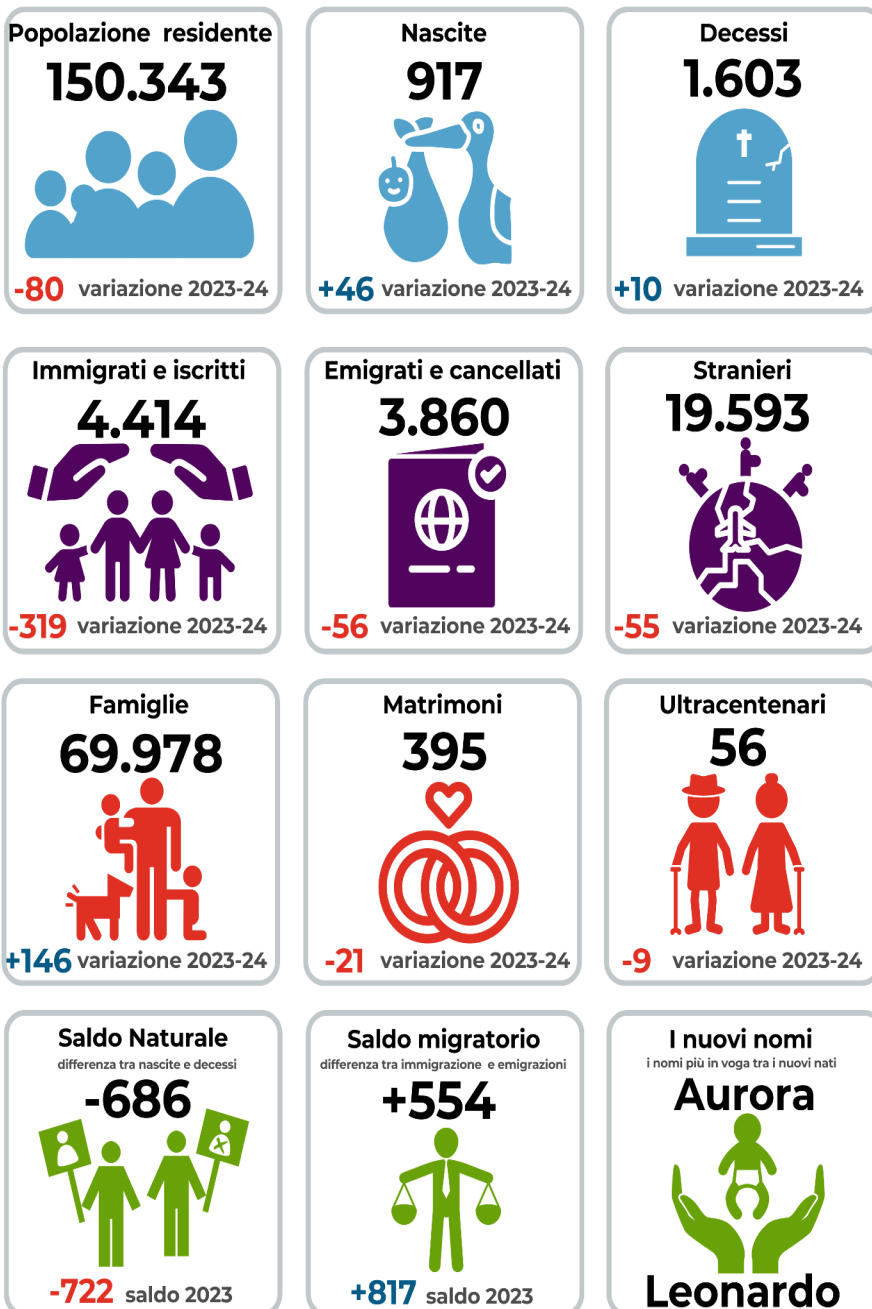 Popolazione residente
150.343
-80 variazione 2023-24
Nascite
917
+46 variazione 2023-24
Decessi
1.603
+10 variazione 2023-24
Immigrati e iscritti
4.414
-319 variazione 2023-24
Emigrati e cancellati
3.860
-56 variazione 2023-24
Stranieri
19.593
-55 variazione 2023-24
Famiglie
69.978
+146 variazione 2023-24
Matrimoni
395
-21 variazione 2023-24
Ultracentenari
56
-9 variazione 2023-24
Saldo Naturale
differenza tra nascite e decessi
-686
-722 saldo 2023
Saldo migratorio
differenza tra immigrazione e emigrazioni
+554
+817 saldo 2023
I nuovi nomi
i nomi più in voga tra i nuovi nati
Aurora
Leonardo